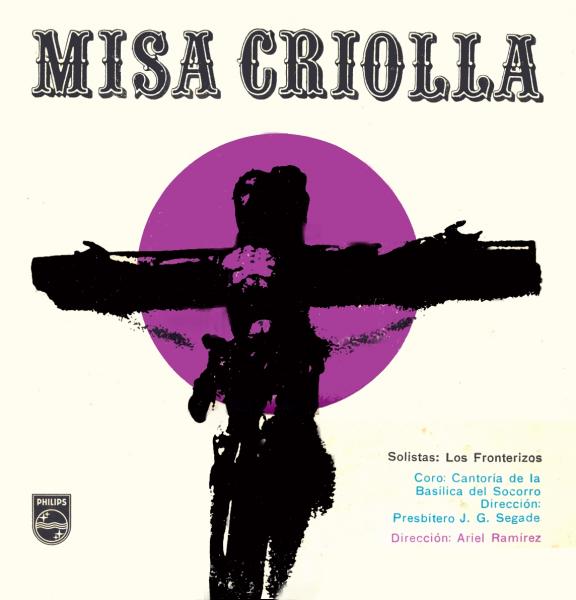 MISA CRIOLLA
Solistas: Los Fronterizos
Coro: Cantoria de la
Basilica del Socorro
Dirección:
Presbitero J. G. Segade
Dirección: Ariel Ramírez
PHILIPS